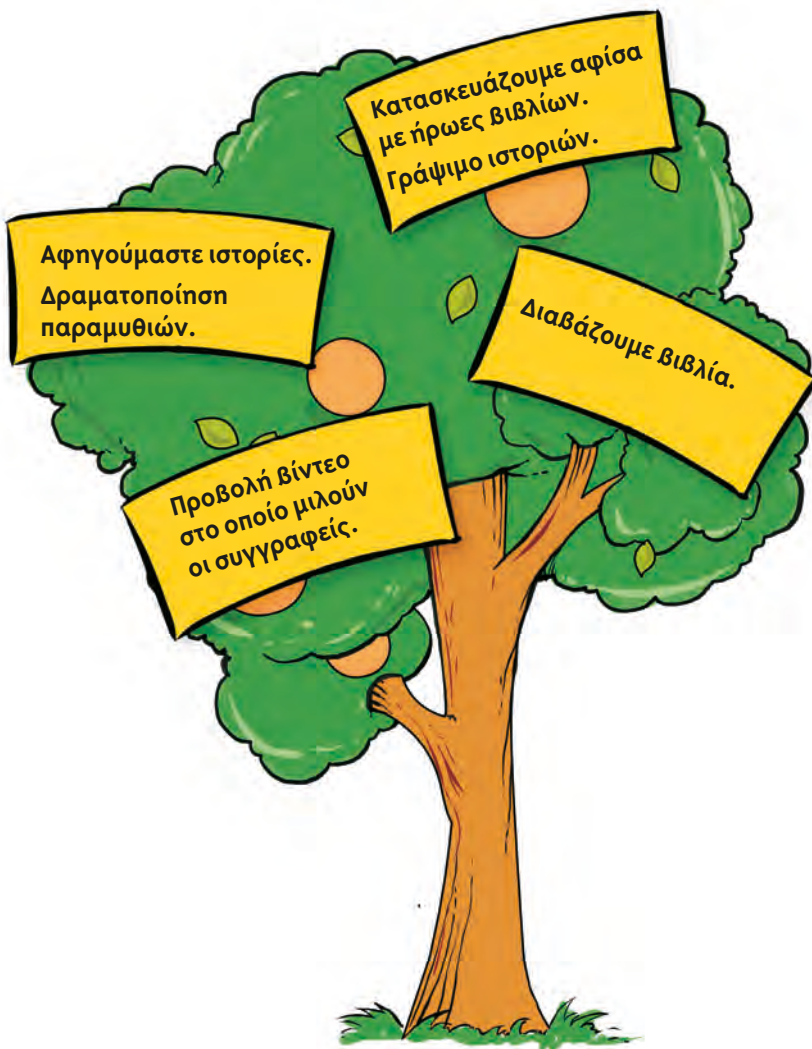 Κατασκευάζουμε αφίσα
με ήρωες βιβλίων.
Γράψιμο ιστοριών.
Αφηγούμαστε ιστορίες.
Δραματοποίηση
παραμυθιών.
Διαβάζουμε βιβλία.
Προβολή βίντεο
στο οποίο μιλούν
οι συγγραφείς.